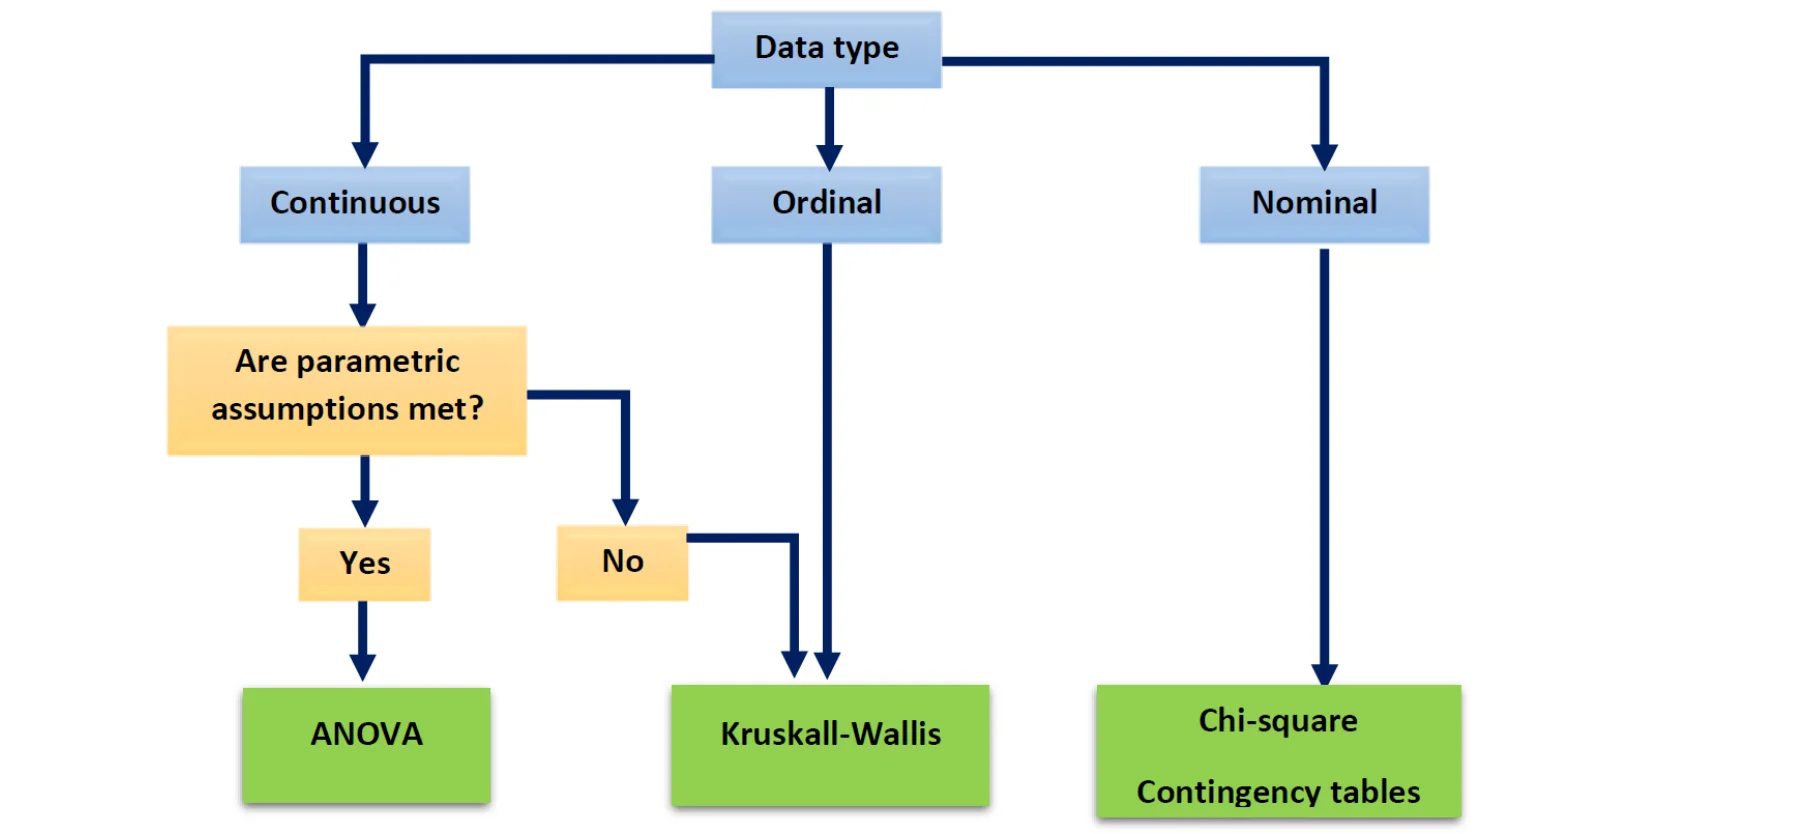 Data type
Continuous
Ordinal
Nominal
Are parametric
assumptions met?
Yes
No
ANOVA
Kruskall-Wallis
Chi-square
Contingency tables